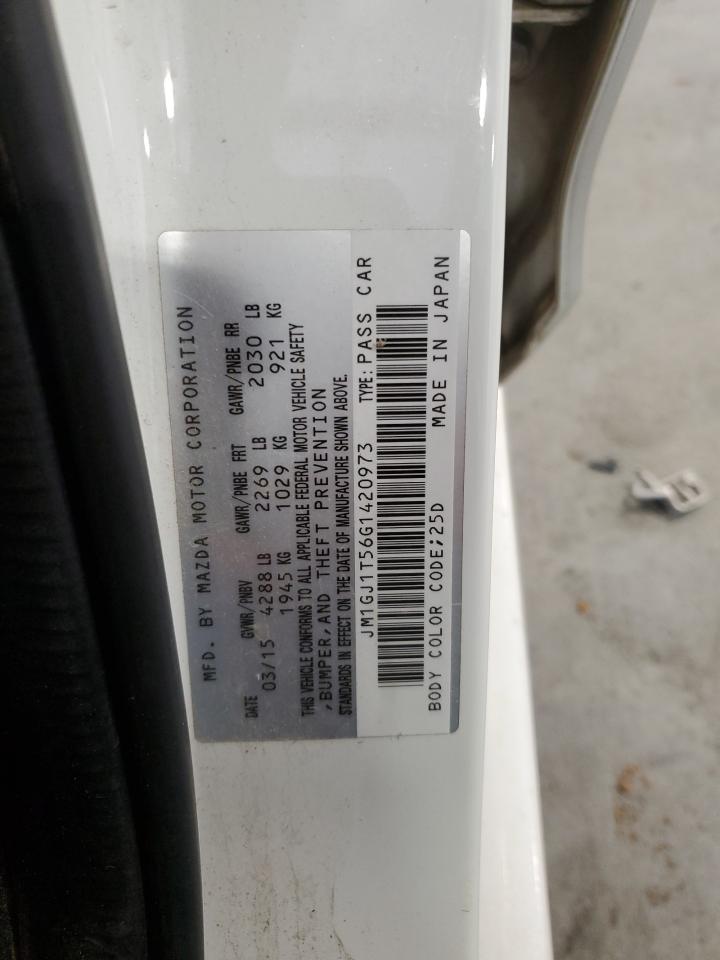 MFD. BY MAZDA MOTOR CORPORATION
DATE GVWR/PNBV GAWR/PNBE FRT GAWR/PNBE RR
03/15 4288 LB 2269 LB 2030 LB
1945 KG 1029 KG 921 KG
THIS VEHICLE CONFORMS TO ALL APPLICABLE FEDERAL MOTOR VEHICLE SAFETY
,BUMPER,AND THEFT PREVENTION
STANDARDS IN EFFECT ON THE DATE OF MANUFACTURE SHOWN ABOVE.
JM1GJ1T56G1420973 TYPE:PASS CAR
BODY COLOR CODE;25D MADE IN JAPAN